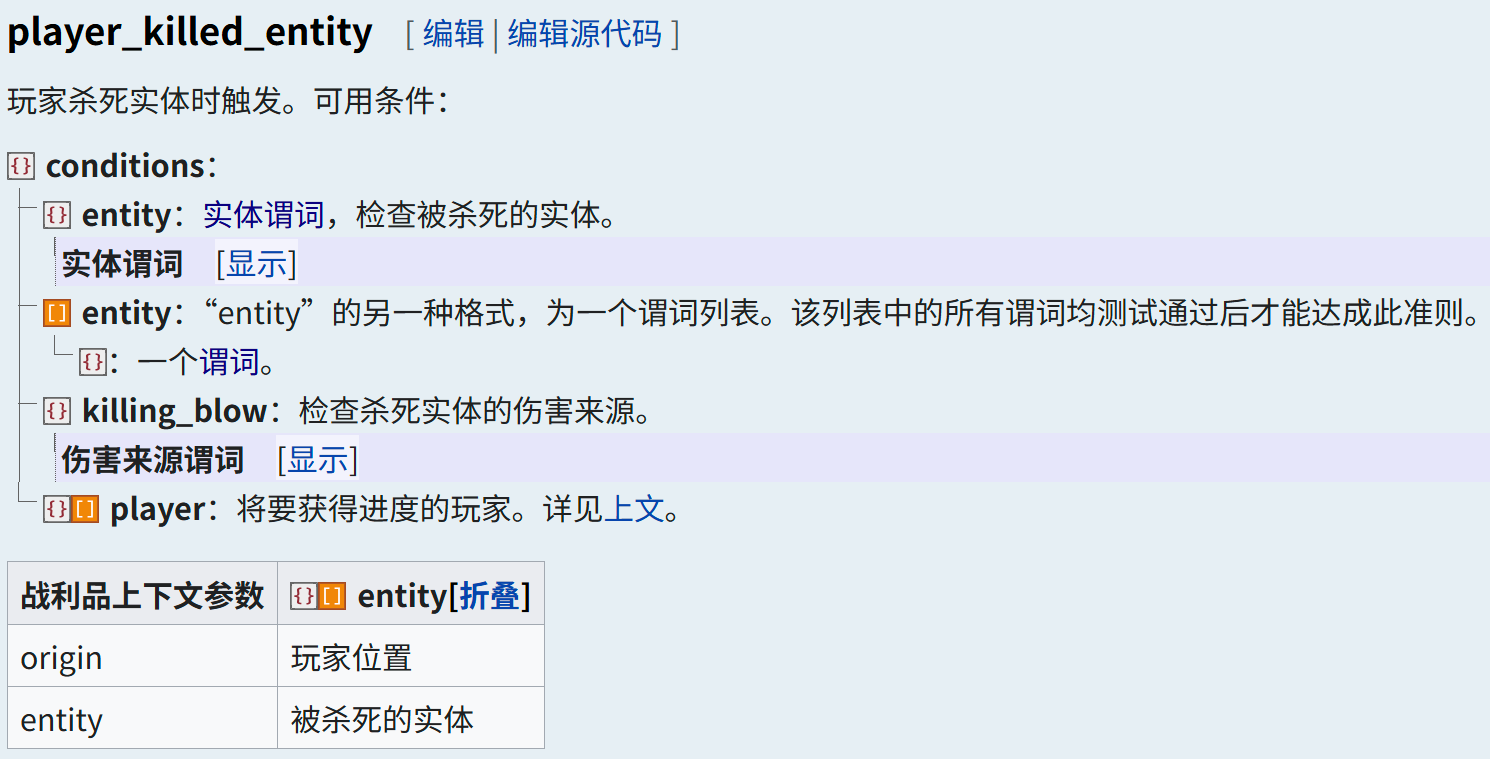 player_killed_entity [ 编辑 | 编辑源代码 ]
玩家杀死实体时触发。可用条件：
{} conditions：
{} entity：实体谓词，检查被杀死的实体。
实体谓词 [显示]
[] entity：“entity”的另一种格式，为一个谓词列表。该列表中的所有谓词均测试通过后才能达成此准则。
{}：一个谓词。
{} killing_blow：检查杀死实体的伤害来源。
伤害来源谓词 [显示]
{}[] player：将要获得进度的玩家。详见上文。
战利品上下文参数 {}[] entity[折叠]
origin 玩家位置
entity 被杀死的实体